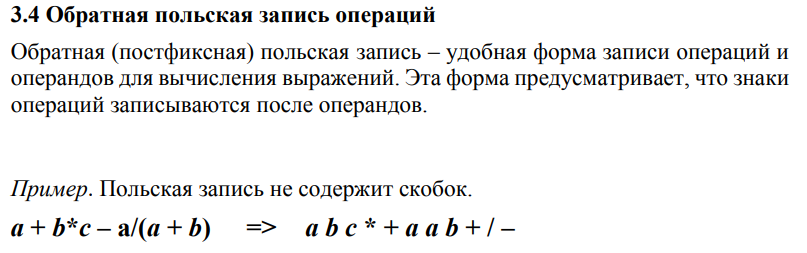 3.4 Обратная польская запись операций
Обратная (постфиксная) польская запись – удобная форма записи операций и
операндов для вычисления выражений. Эта форма предусматривает, что знаки
операций записываются после операндов.
Пример. Польская запись не содержит скобок.
a + b*c – a/(a + b) => a b c * + a a b + / –